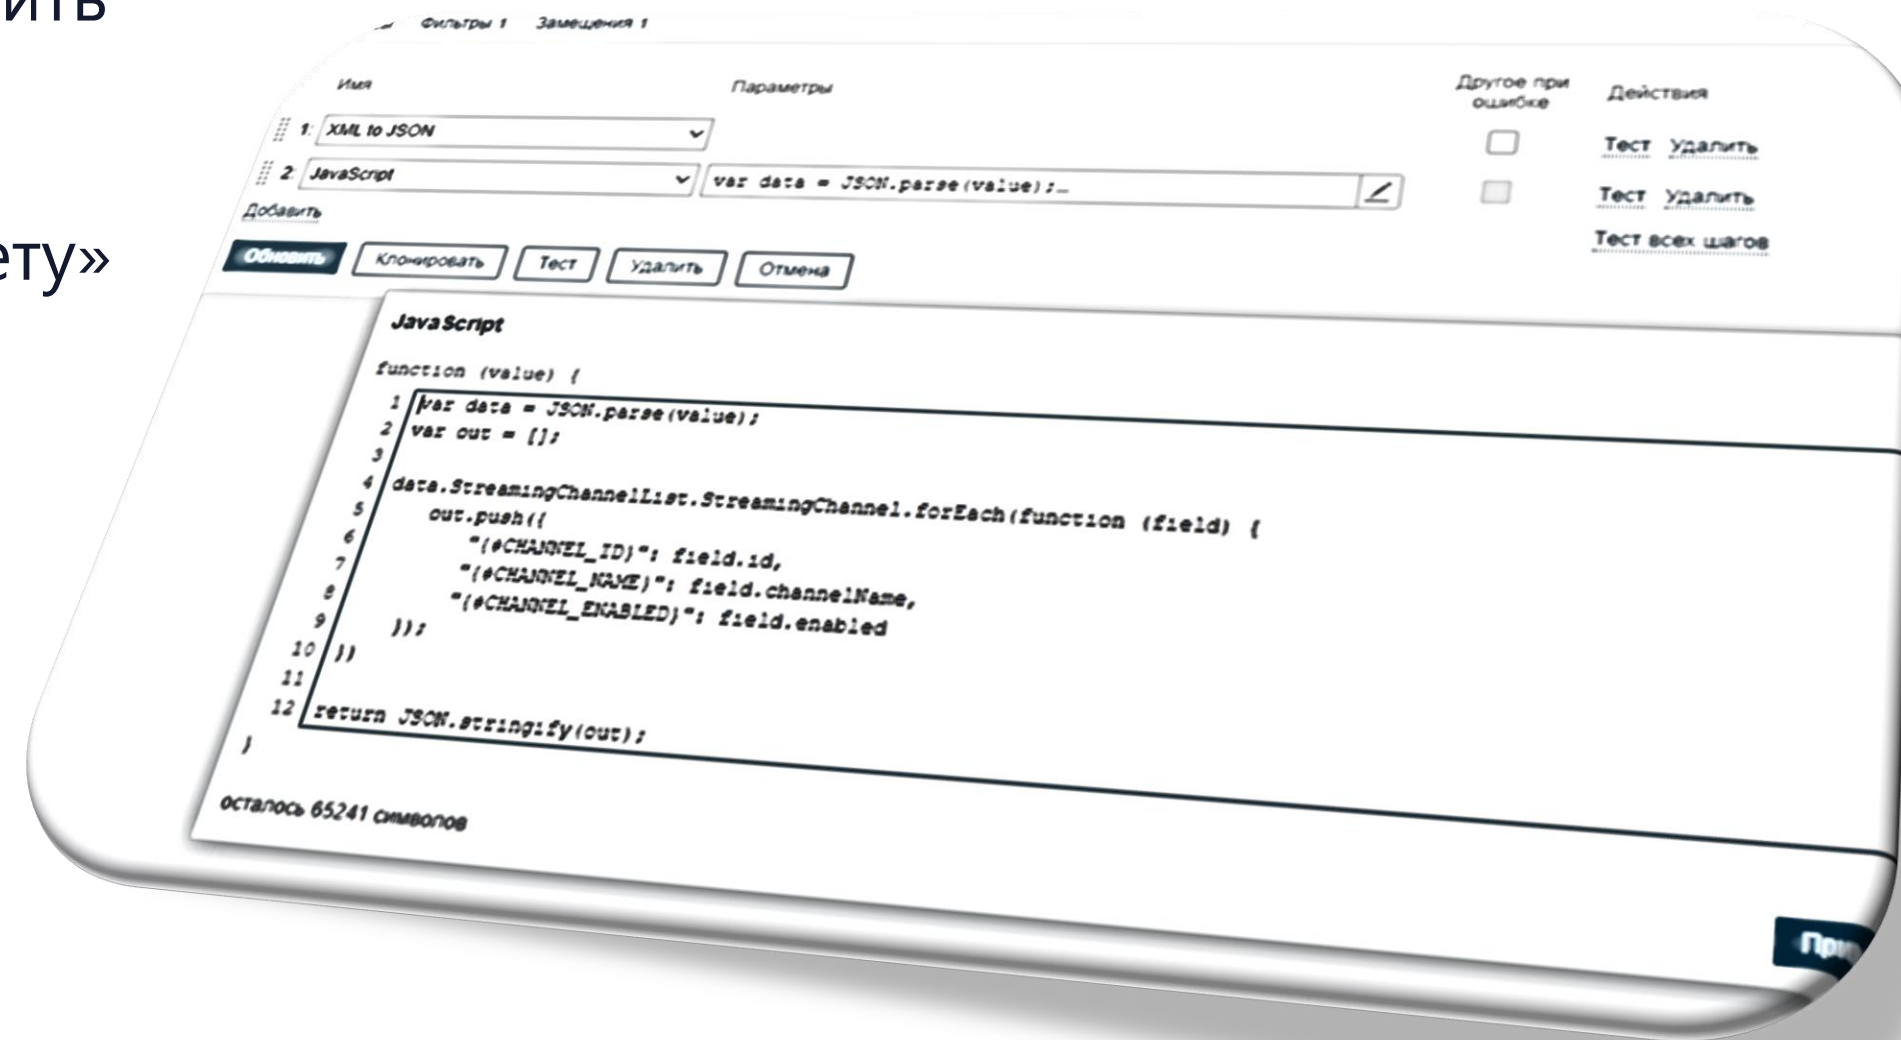 ить
ету»
Фильтры 1 Замещения 1
Имя Параметры Другое при ошибке Действия
1: XML to JSON Тест Удалить
2: JavaScript var data = JSON.parse(value);… Тест Удалить
Добавить Тест всех шагов
Обновить Клонировать Тест Удалить Отмена
JavaScript
function (value) {
1 var data = JSON.parse(value);
2 var out = [];
3
4 data.StreamingChannelList.StreamingChannel.forEach(function (field) {
5 out.push({
6 "{#CHANNEL_ID}": field.id,
7 "{#CHANNEL_NAME}": field.channelName,
8 "{#CHANNEL_ENABLED}": field.enabled
9 });
10 })
11
12 return JSON.stringify(out);
}
осталось 65241 символов
При